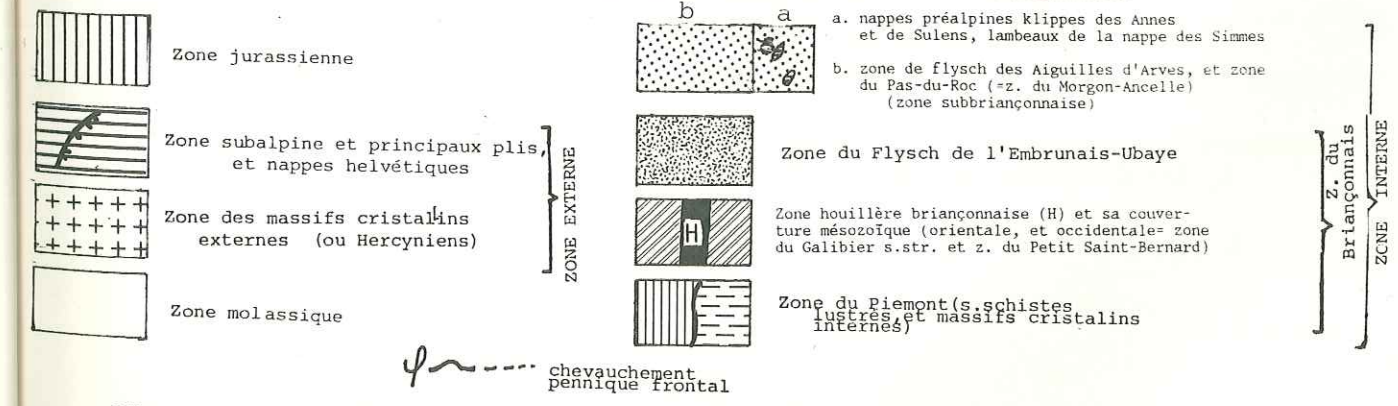 Zone jurassienne
Zone subalpine et principaux plis,
et nappes helvétiques
Zone des massifs cristallins
externes (ou Hercyniens)
Zone molassique
ZONE EXTERNE
φ
chevauchement
pennique frontal
b a
a. nappes préalpines klippes des Annes
et de Sulens, lambeaux de la nappe des Simmes
b. zone de flysch des Aiguilles d'Arves, et zone
du Pas-du-Roc (=z. du Morgon-Ancelle)
(zone subbriançonnaise)
Zone du Flysch de l'Embrunais-Ubaye
H
Zone houillère briançonnaise (H) et sa couver-
ture mésozoïque (orientale, et occidentale= zone
du Galibier s.str. et z. du Petit Saint-Bernard)
Zone du Piemont(s.schistes
lustrés,et massifs cristalins
internes)
z. du
Briançonnais
ZONE INTERNE